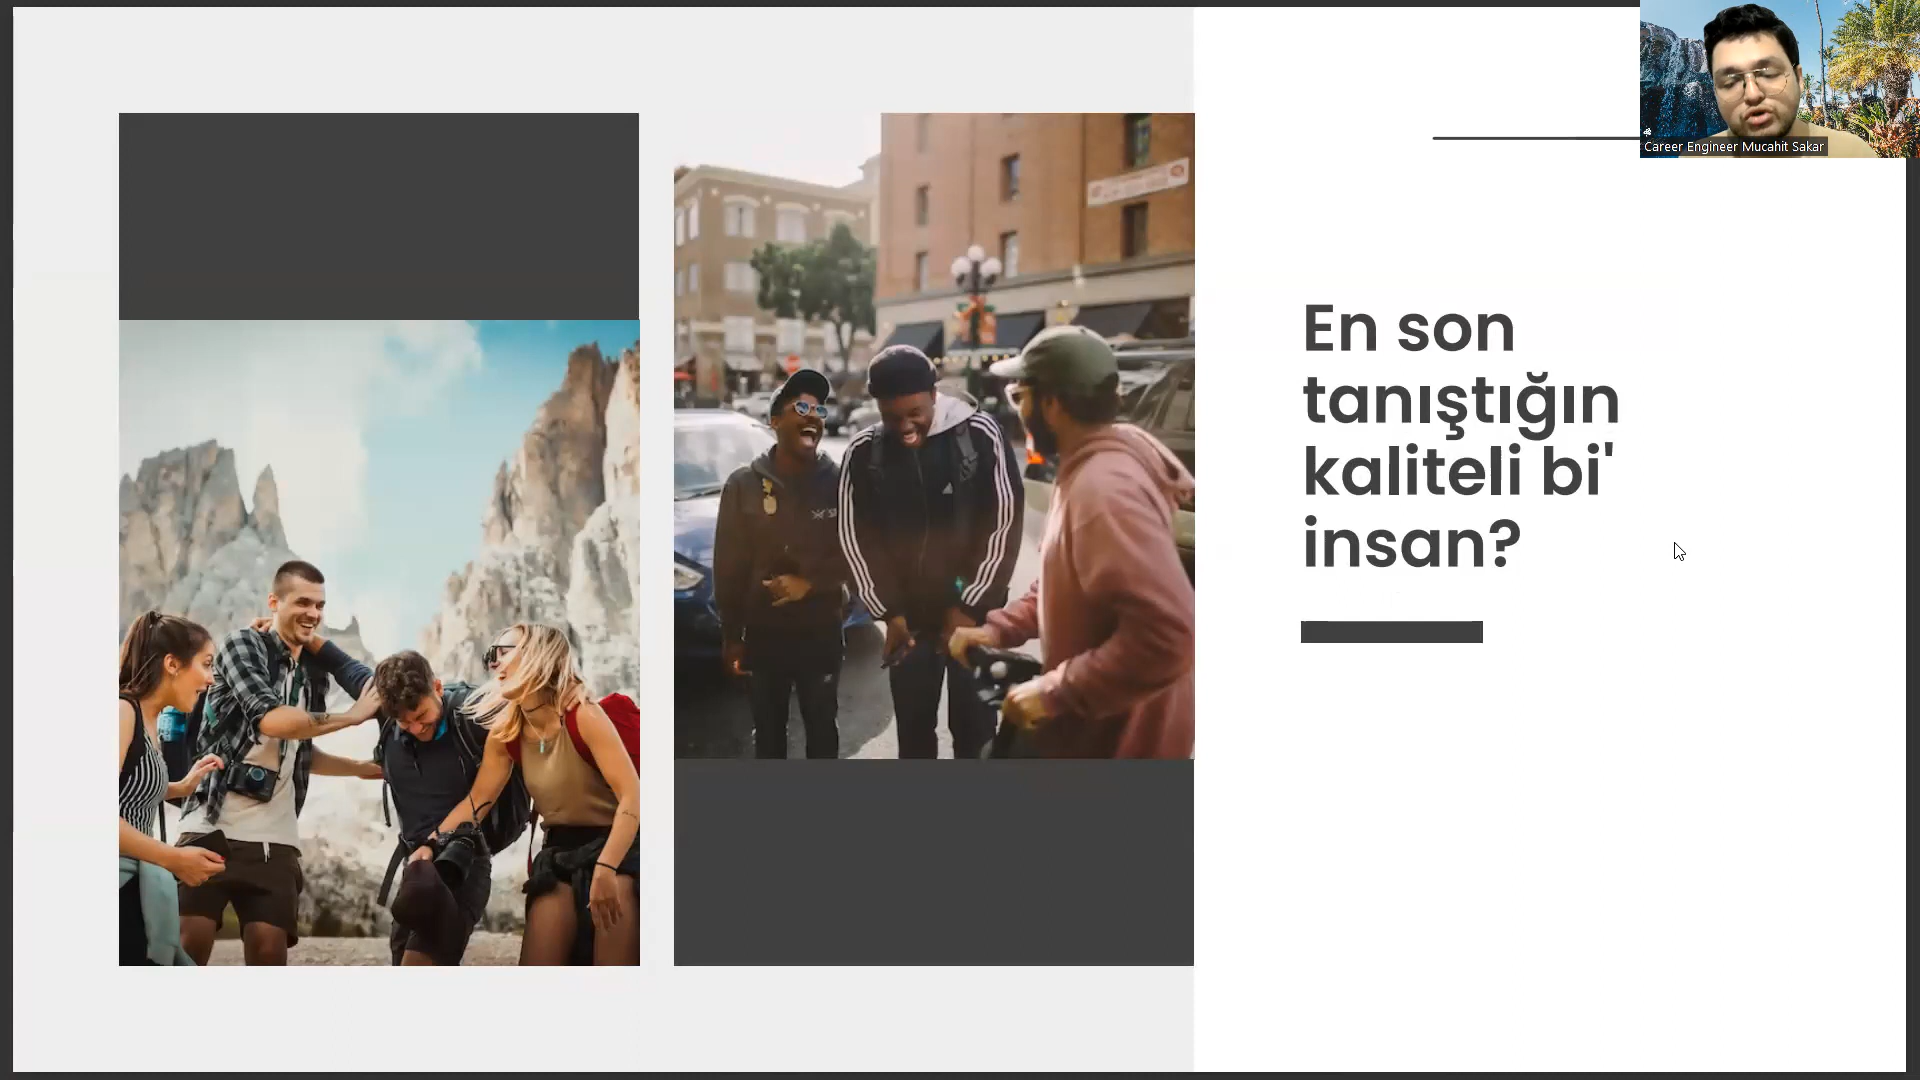 En son
tanıştığın
kaliteli bi'
insan?
Career Engineer Mucahit Sakar